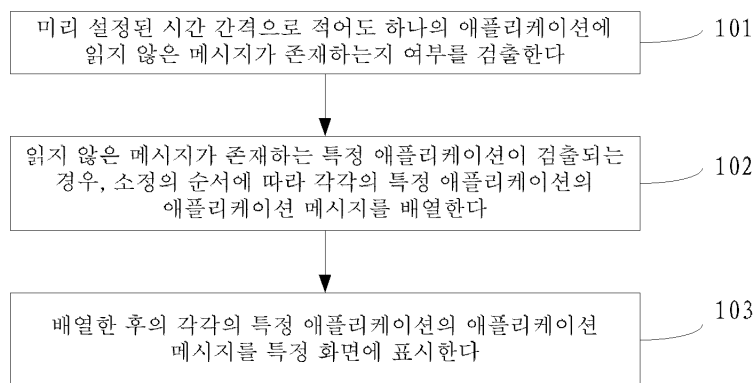 미리 설정된 시간 간격으로 적어도 하나의 애플리케이션에
읽지 않은 메시지가 존재하는지 여부를 검출한다
101
읽지 않은 메시지가 존재하는 특정 애플리케이션이 검출되는
경우, 소정의 순서에 따라 각각의 특정 애플리케이션의
애플리케이션 메시지를 배열한다
102
배열한 후의 각각의 특정 애플리케이션의 애플리케이션
메시지를 특정 화면에 표시한다
103